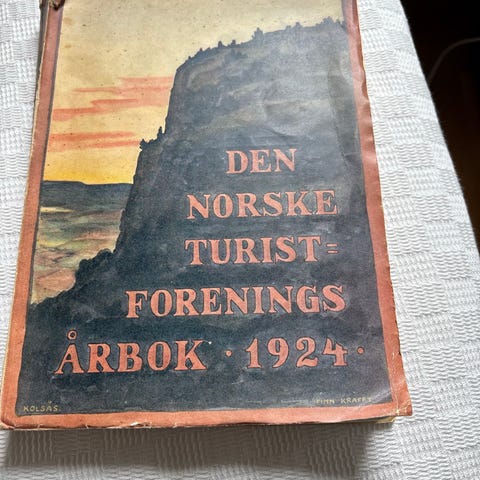 DEN
NORSKE
TURIST=
FORENINGS
ÅRBOK · 1924 ·
KOLSÅS. FINN KRAFFT